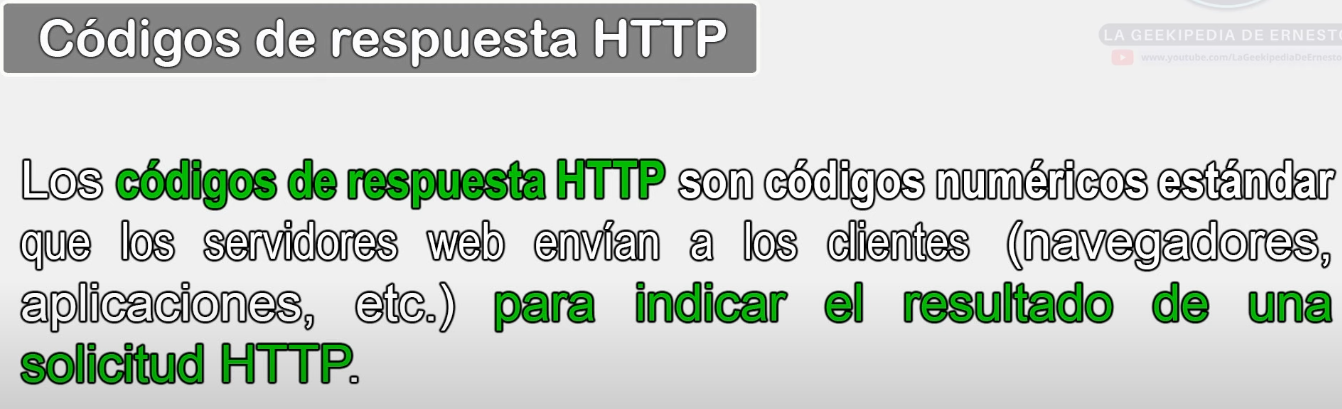 Códigos de respuesta HTTP
LA GEEKIPEDIA DE ERNESTO
www.youtube.com/LaGeekipediaDeErnesto
Los códigos de respuesta HTTP son códigos numéricos estándar
que los servidores web envían a los clientes (navegadores,
aplicaciones, etc.) para indicar el resultado de una
solicitud HTTP.